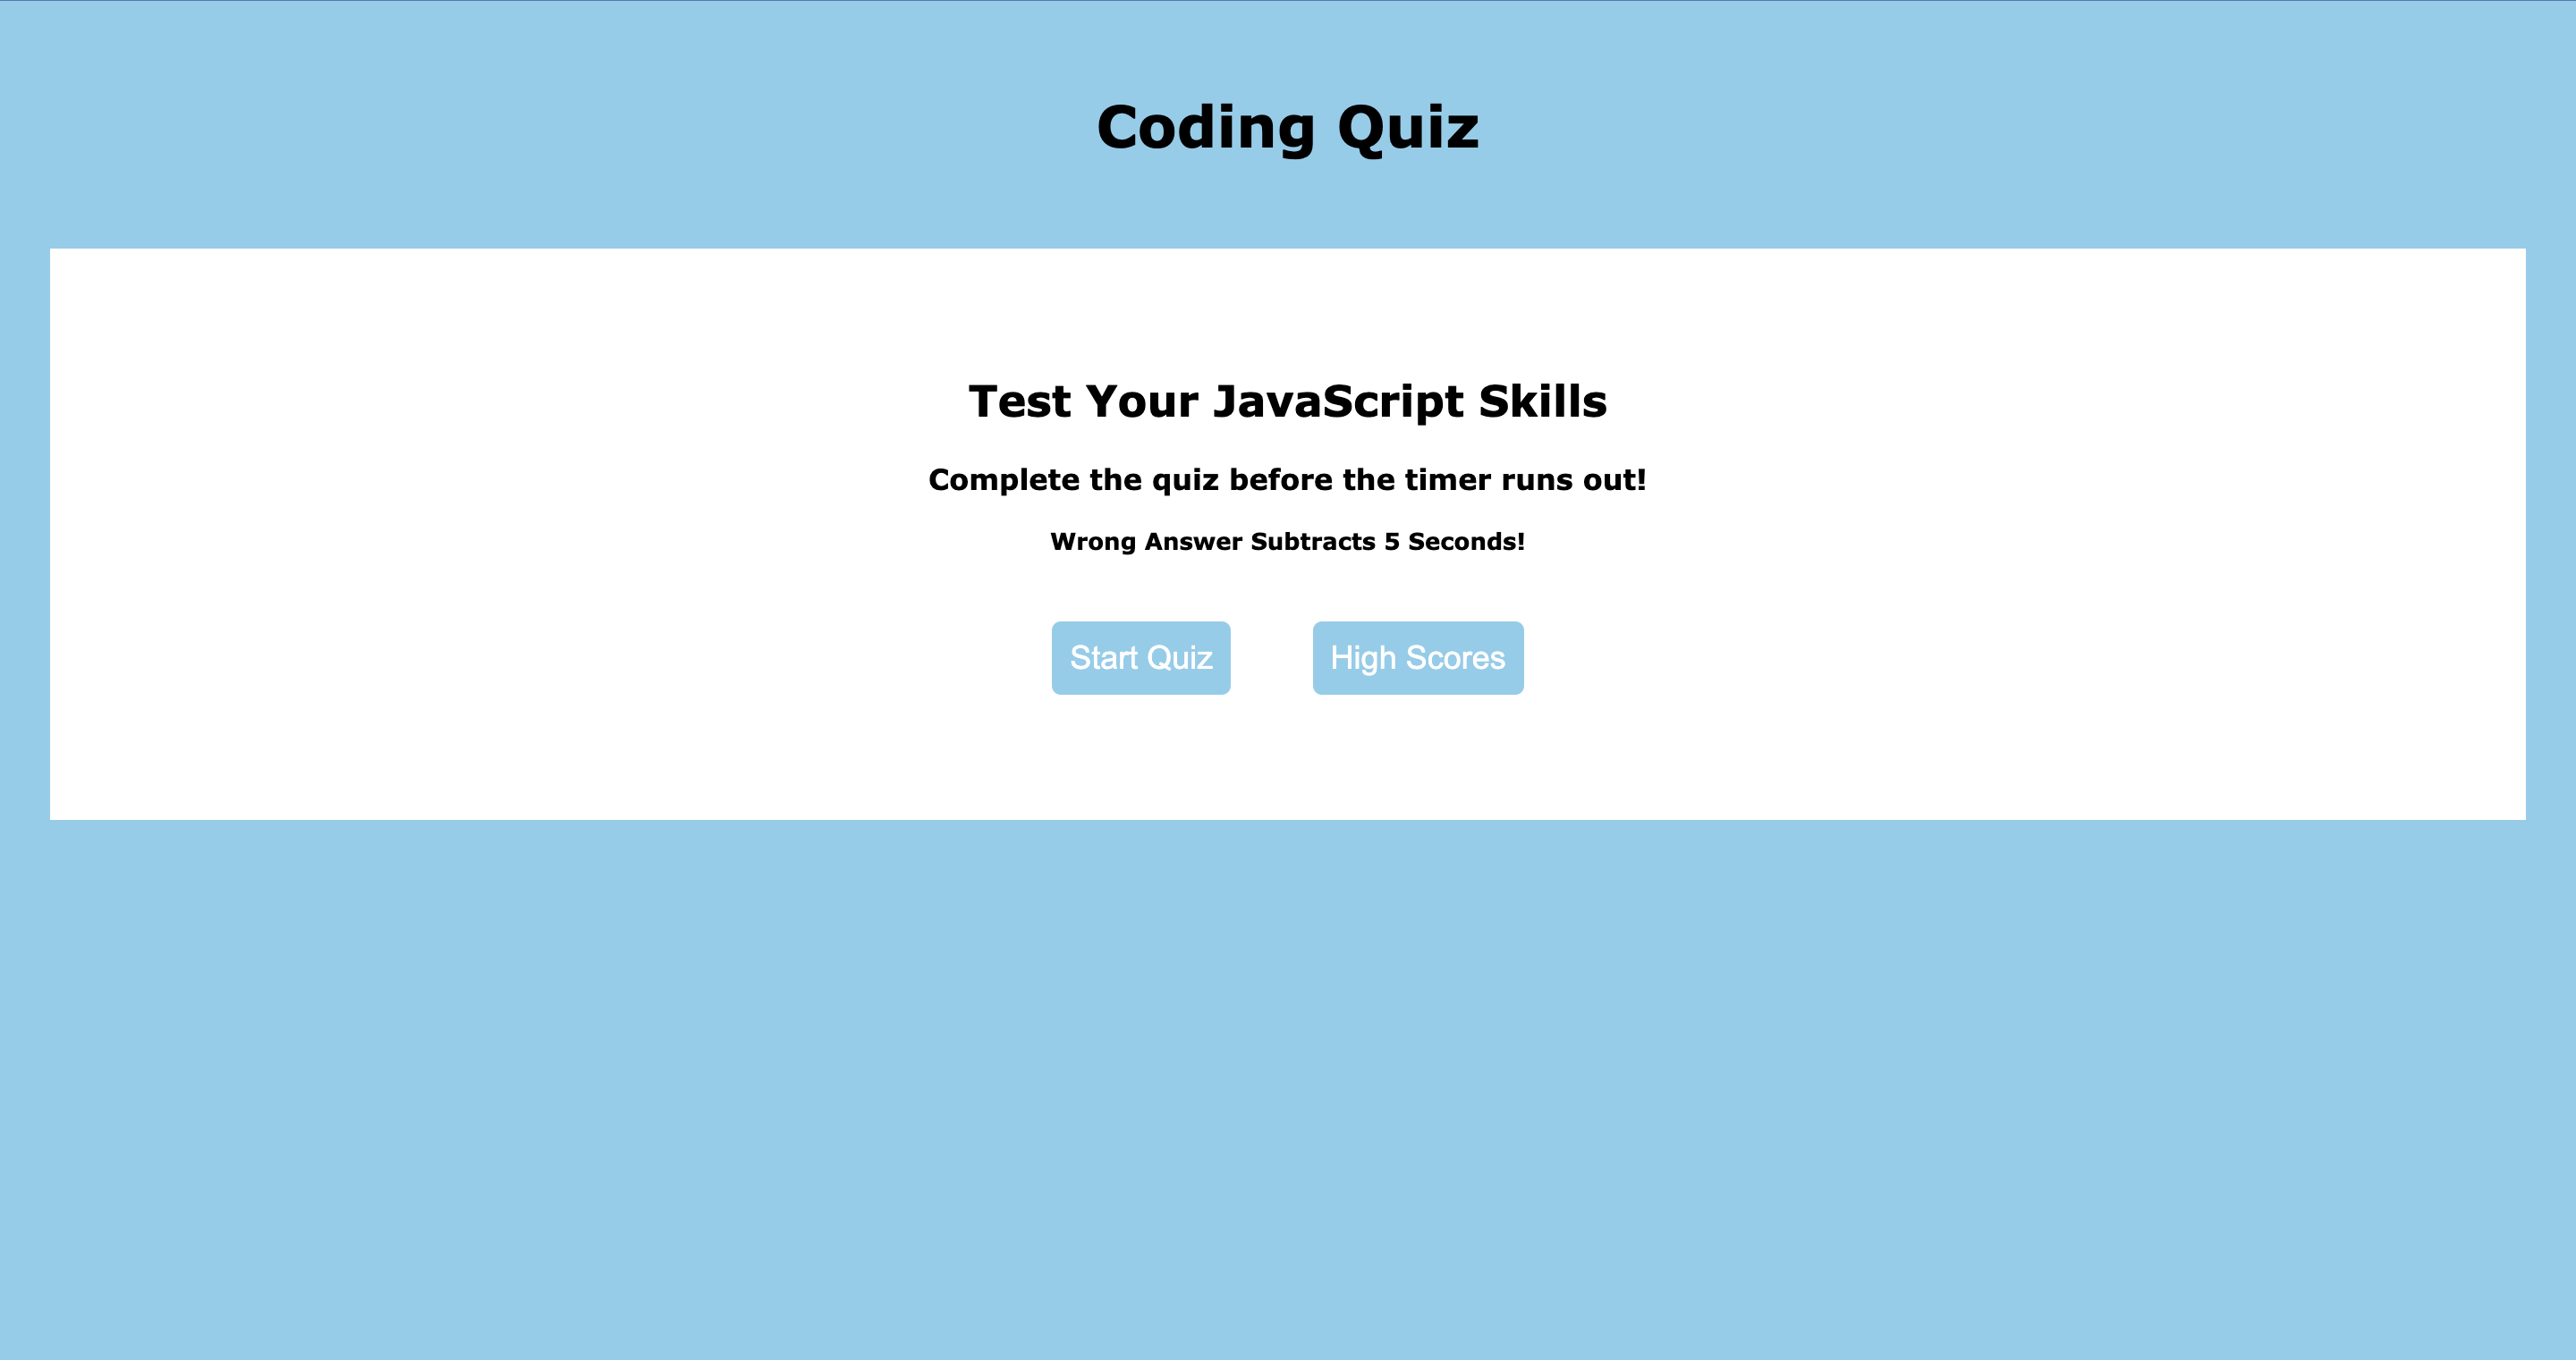 Coding Quiz
Test Your JavaScript Skills
Complete the quiz before the timer runs out!
Wrong Answer Subtracts 5 Seconds!
Start Quiz
High Scores